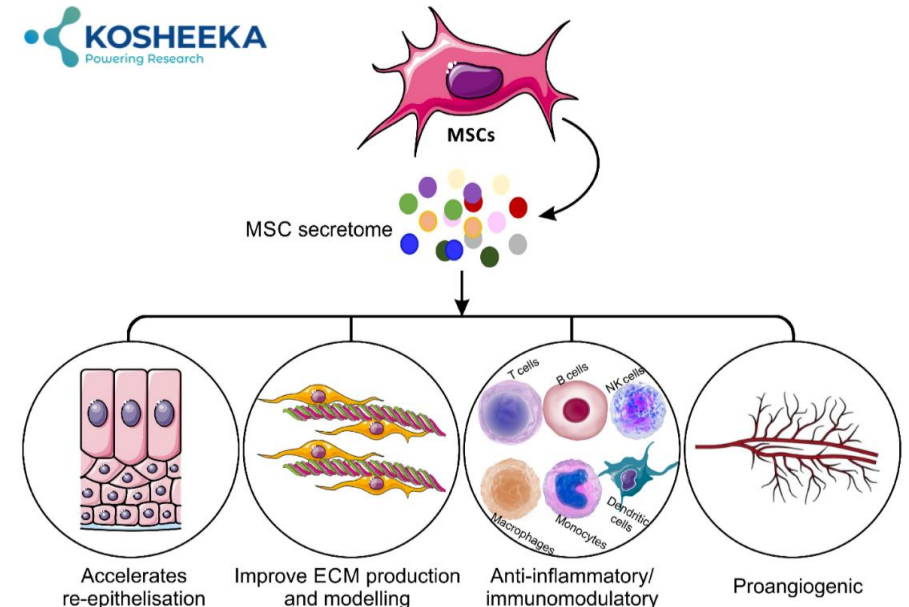 KOSHEEKA
Powering Research
MSCs
MSC secretome
T cells
B cells
NK cells
Macrophages
Monocytes
Dendritic
cells
Accelerates
re-epithelisation
Improve ECM production
and modelling
Anti-inflammatory/
immunomodulatory
Proangiogenic